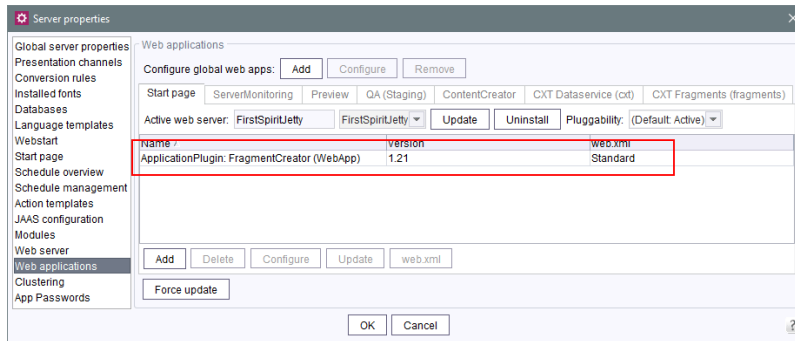 Server properties
Global server properties
Presentation channels
Conversion rules
Installed fonts
Databases
Language templates
Webstart
Start page
Schedule overview
Schedule management
Action templates
JAAS configuration
Modules
Web server
Web applications
Clustering
App Passwords
Web applications
Configure global web apps: Add Configure Remove
Start page ServerMonitoring Preview QA (Staging) ContentCreator CXT Dataservice (cxt) CXT Fragments (fragments)
Active web server: FirstSpiritJetty FirstSpiritJetty Update Uninstall Pluggability: (Default: Active)
Name Version web.xml
ApplicationPlugin: FragmentCreator (WebApp) 1.21 Standard
Add Delete Configure Update web.xml
Force update
OK Cancel
?